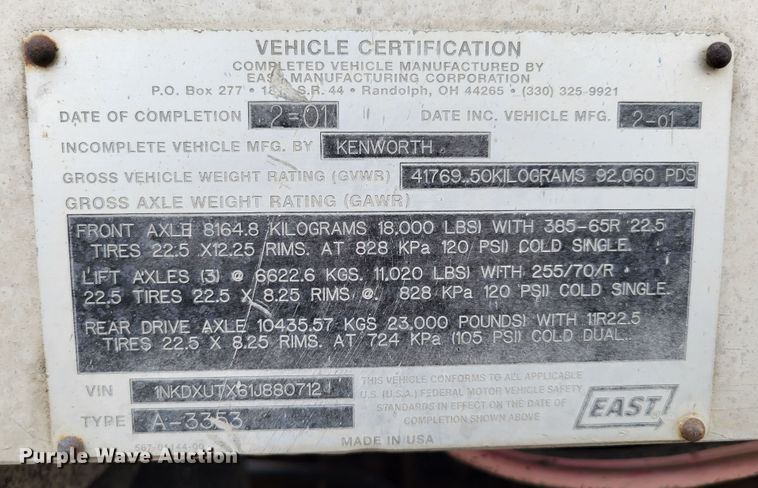 VEHICLE CERTIFICATION
COMPLETED VEHICLE MANUFACTURED BY
EAST MANUFACTURING CORPORATION
P.O. Box 277 • S.R. 44 • Randolph, OH 44265 • (330) 325-9921
DATE OF COMPLETION 2-01 DATE INC. VEHICLE MFG. 2-01
INCOMPLETE VEHICLE MFG. BY KENWORTH
GROSS VEHICLE WEIGHT RATING (GVWR) 41769.50KILOGRAMS 92,060 PDS
GROSS AXLE WEIGHT RATING (GAWR)
FRONT AXLE 8164.8 KILOGRAMS 18,000 LBS) WITH 385-65R 22.5
TIRES 22.5 X12.25 RIMS. AT 828 KPa 120 PSI) COLD SINGLE.
LIFT AXLES (3) @ 6622.6 KGS. 11,020 LBS) WITH 255/70/R
22.5 TIRES 22.5 X 8.25 RIMS @. 828 KPa 120 PSI) COLD SINGLE.
REAR DRIVE AXLE 10435.57 KGS 23,000 POUNDS) WITH 11R22.5
TIRES 22.5 X 8.25 RIMS. AT 724 KPa (105 PSI) COLD DUAL..
VIN 1NKDXUTX61J880712
THIS VEHICLE CONFORMS TO ALL APPLICABLE
U.S. (U.S.A.) FEDERAL MOTOR VEHICLE SAFETY
STANDARDS IN EFFECT ON THE DATE OF
COMPLETION SHOWN ABOVE
EAST
TYPE A-3353
MADE IN USA
Purple Wave Auction